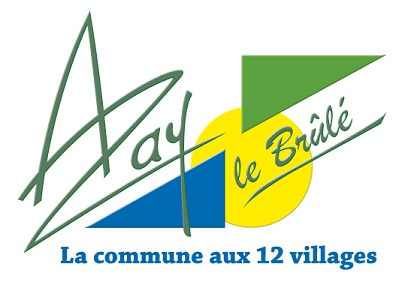 Azay
le Brûlé
La commune aux 12 villages